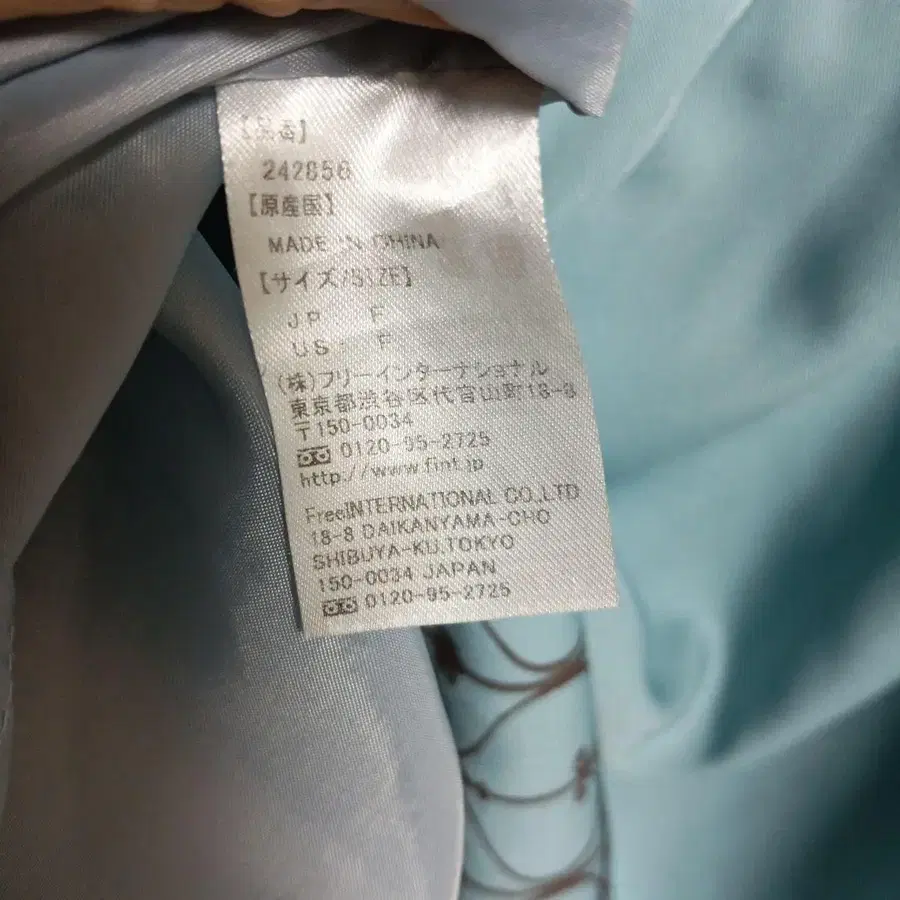 【品番】
242856
【原産国】
MADE IN CHINA
【サイズ/SIZE】
JP F
US: F
(株)フリーインターナショナル
東京都渋谷区代官山町18-8
〒150-0034
0120-95-2725
http://www.fint.jp
FreeINTERNATIONAL CO.,LTD
18-8 DAIKANYAMA-CHO
SHIBUYA-KU,TOKYO
150-0034 JAPAN
0120-95-2725